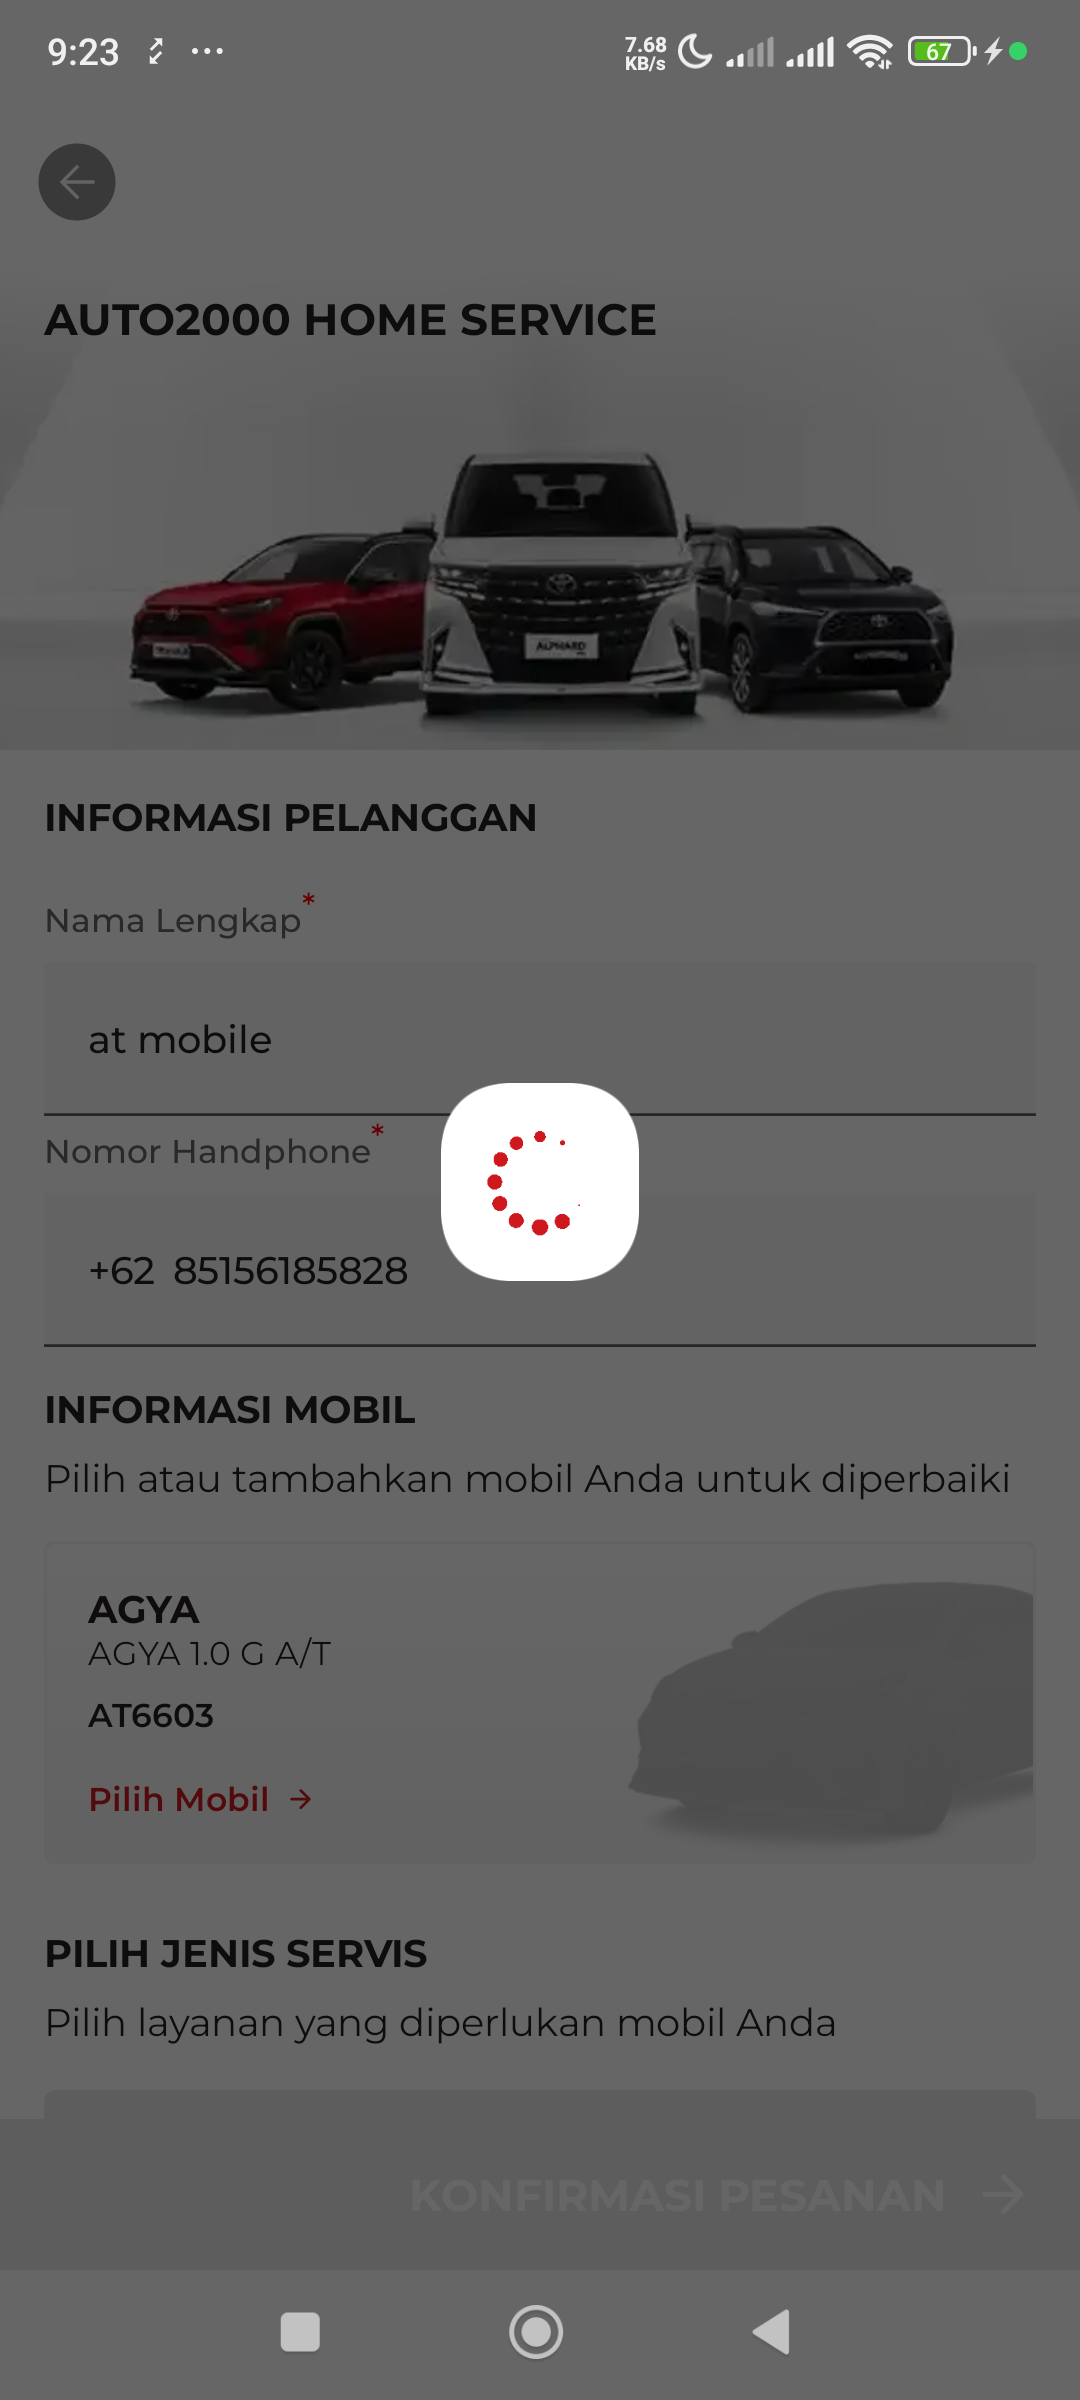 9:23
7.68
KB/s
67
AUTO2000 HOME SERVICE
ALPHARD
INFORMASI PELANGGAN
Nama Lengkap*
at mobile
Nomor Handphone*
+62 85156185828
INFORMASI MOBIL
Pilih atau tambahkan mobil Anda untuk diperbaiki
AGYA
AGYA 1.0 G A/T
AT6603
Pilih Mobil →
PILIH JENIS SERVIS
Pilih layanan yang diperlukan mobil Anda
KONFIRMASI PESANAN →